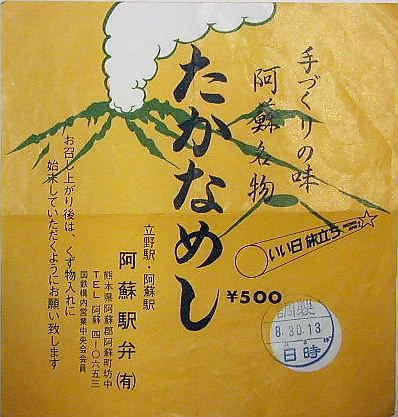 手づくりの味
阿蘇名物
たかなめし
いい日旅立ち
¥500
調製
8.30.13
日時
立野駅・阿蘇駅
阿蘇駅弁(有)
熊本県阿蘇郡阿蘇町坊中
TEL阿蘇 四-〇六五三
国鉄構内営業中央会会員
お召し上がり後は、くず物入れに
始末していただくようにお願い致します